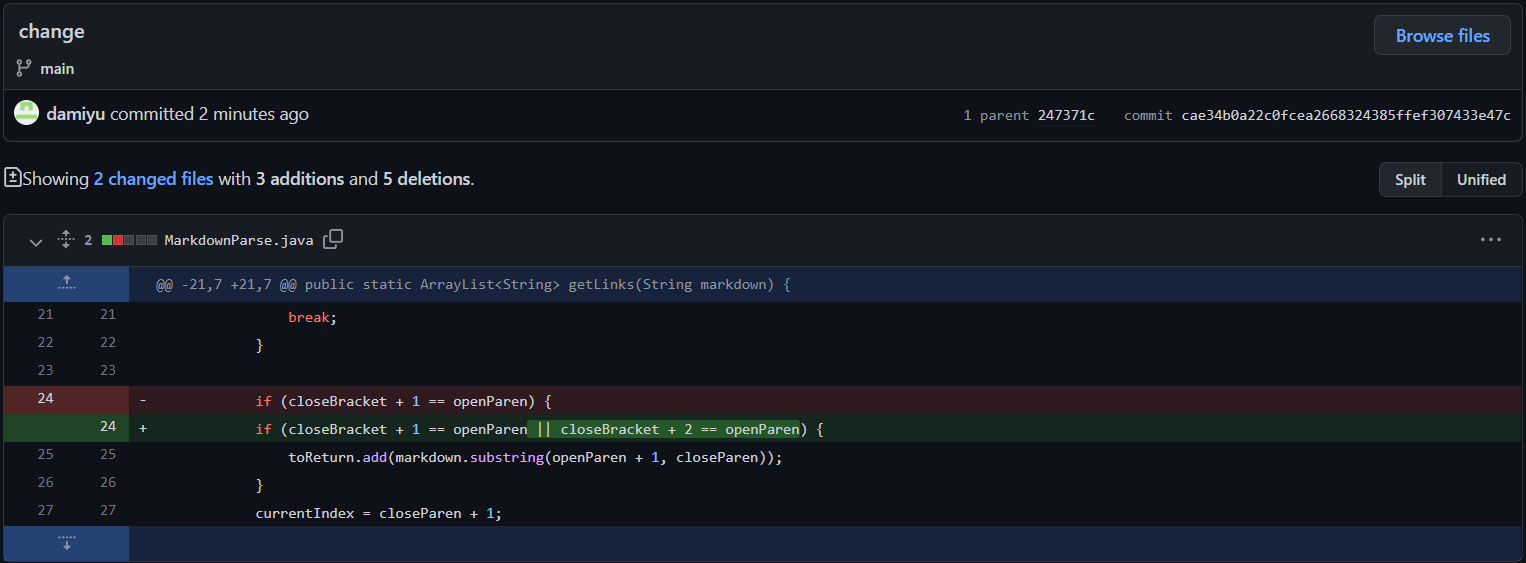 change
Browse files
main
damiyu committed 2 minutes ago
1 parent 247371c commit cae34b0a22c0fcea2668324385ffef307433e47c
Showing 2 changed files with 3 additions and 5 deletions.
Split Unified
2 MarkdownParse.java
@@ -21,7 +21,7 @@ public static ArrayList<String> getLinks(String markdown) {
21 21 break;
22 22 }
23 23
24 - if (closeBracket + 1 == openParen) {
24 + if (closeBracket + 1 == openParen || closeBracket + 2 == openParen) {
25 25 toReturn.add(markdown.substring(openParen + 1, closeParen));
26 26 }
27 27 currentIndex = closeParen + 1;